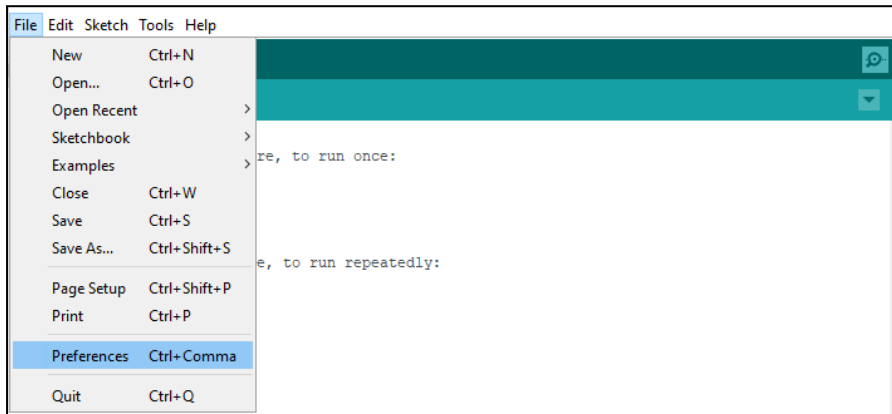 File Edit Sketch Tools Help
New Ctrl+N
Open... Ctrl+O
Open Recent
Sketchbook
Examples
Close Ctrl+W
Save Ctrl+S
Save As... Ctrl+Shift+S
Page Setup Ctrl+Shift+P
Print Ctrl+P
Preferences Ctrl+Comma
Quit Ctrl+Q
re, to run once:
e, to run repeatedly: